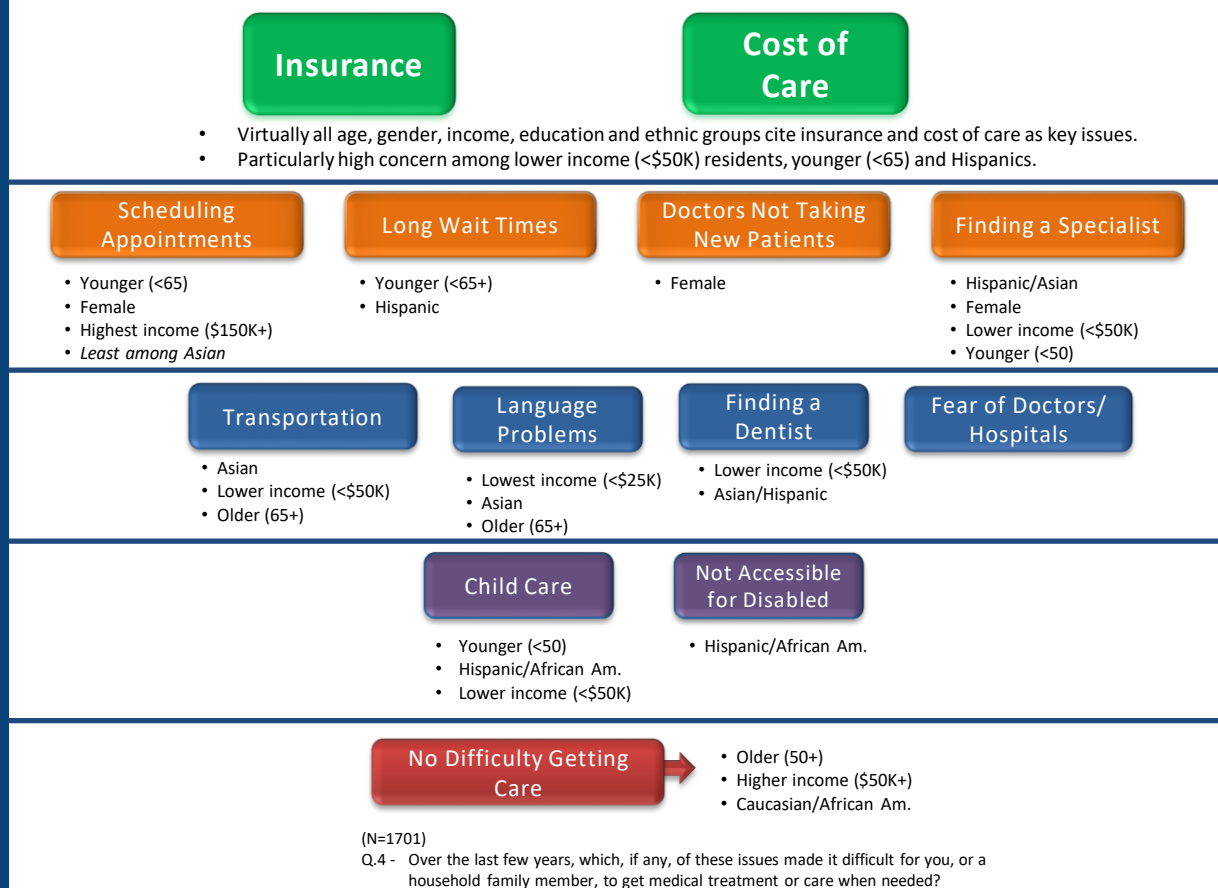 Insurance
Cost of
Care
• Virtually all age, gender, income, education and ethnic groups cite insurance and cost of care as key issues.
• Particularly high concern among lower income (<$50K) residents, younger (<65) and Hispanics.
Scheduling
Appointments
• Younger (<65)
• Female
• Highest income ($150K+)
• Least among Asian
Long Wait Times
• Younger (<65+)
• Hispanic
Doctors Not Taking
New Patients
• Female
Finding a Specialist
• Hispanic/Asian
• Female
• Lower income (<$50K)
• Younger (<50)
Transportation
• Asian
• Lower income (<$50K)
• Older (65+)
Language
Problems
• Lowest income (<$25K)
• Asian
• Older (65+)
Finding a
Dentist
• Lower income (<$50K)
• Asian/Hispanic
Fear of Doctors/
Hospitals
Child Care
• Younger (<50)
• Hispanic/African Am.
• Lower income (<$50K)
Not Accessible
for Disabled
• Hispanic/African Am.
No Difficulty Getting
Care
• Older (50+)
• Higher income ($50K+)
• Caucasian/African Am.
(N=1701)
Q.4 - Over the last few years, which, if any, of these issues made it difficult for you, or a
household family member, to get medical treatment or care when needed?